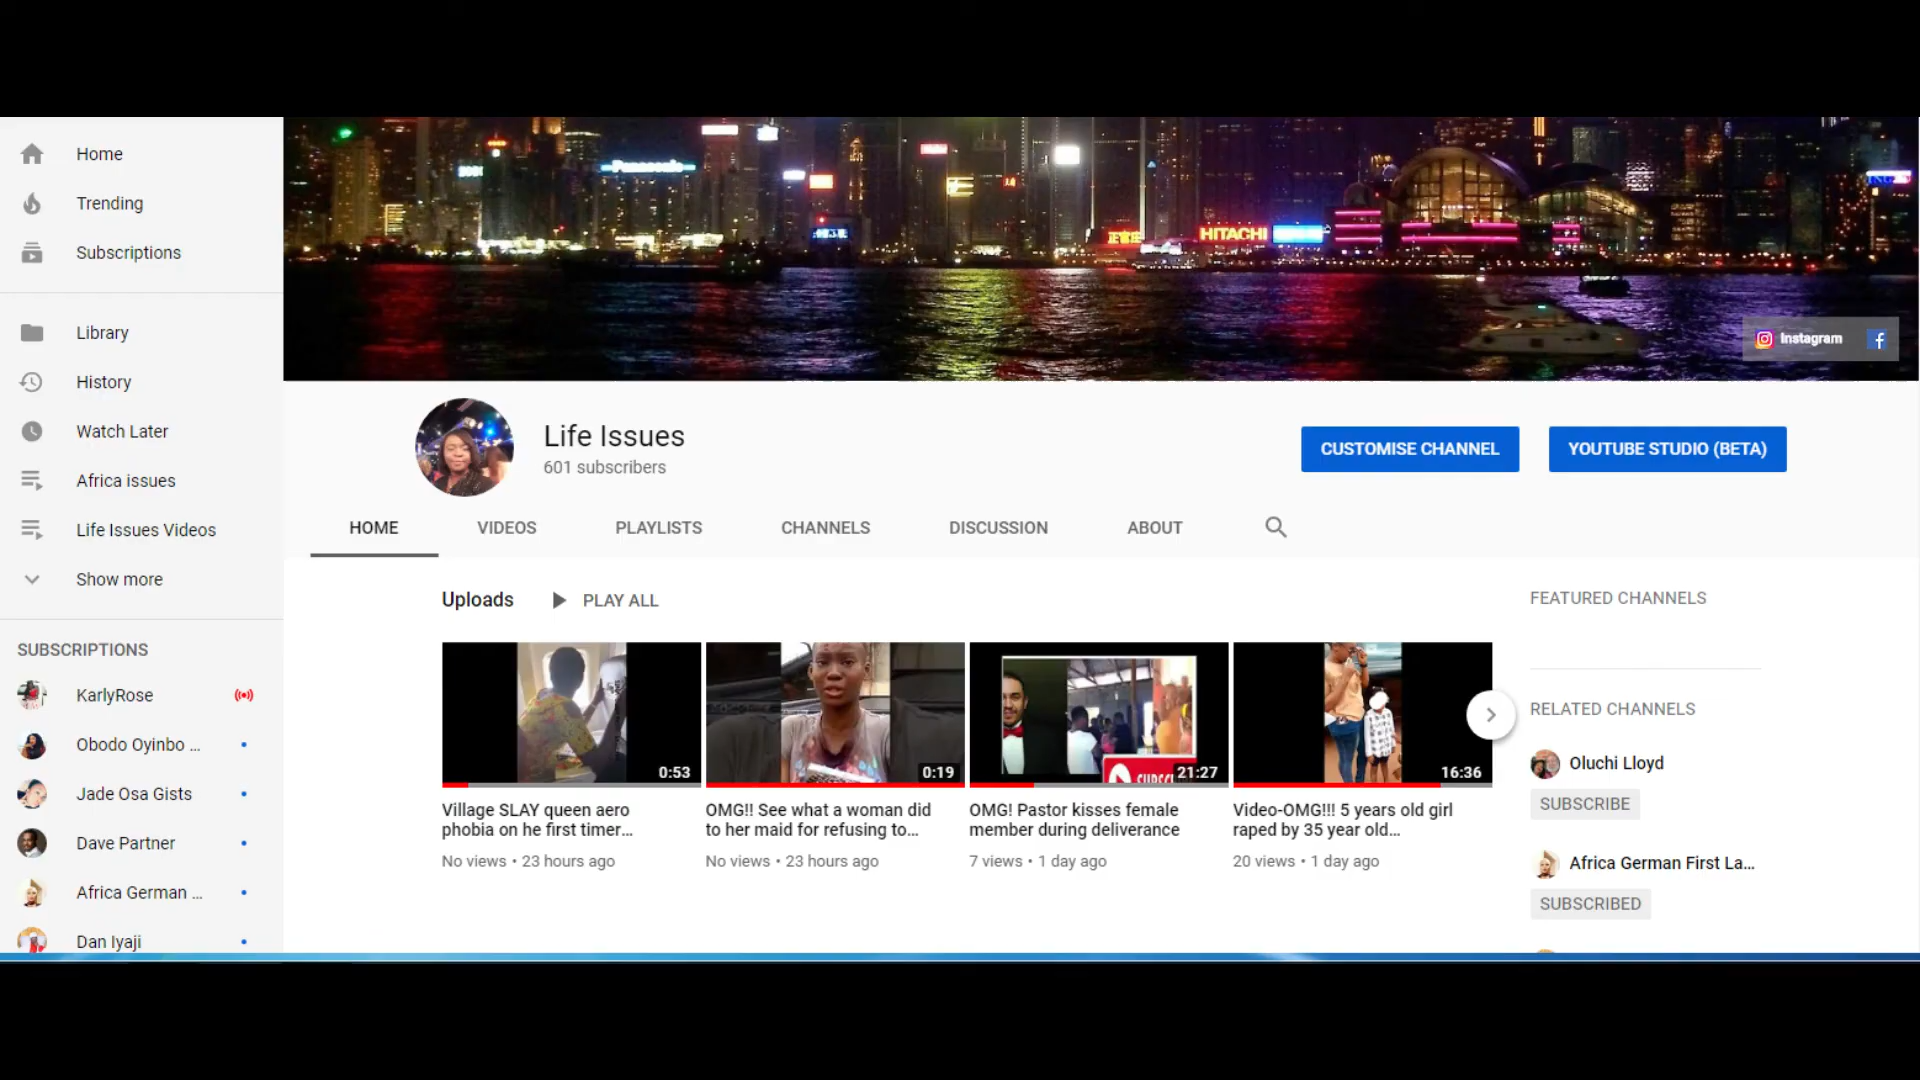 Home
Trending
Subscriptions
Library
History
Watch Later
Africa issues
Life Issues Videos
Show more
SUBSCRIPTIONS
KarlyRose
Obodo Oyinbo ...
Jade Osa Gists
Dave Partner
Africa German ...
Dan Iyaji
Panasonic
HITACHI
ING
Instagram
Life Issues
601 subscribers
CUSTOMISE CHANNEL
YOUTUBE STUDIO (BETA)
HOME VIDEOS PLAYLISTS CHANNELS DISCUSSION ABOUT
Uploads PLAY ALL
0:53
Village SLAY queen aero
phobia on he first timer...
No views • 23 hours ago
0:19
OMG!! See what a woman did
to her maid for refusing to...
No views • 23 hours ago
21:27
OMG! Pastor kisses female
member during deliverance
7 views • 1 day ago
16:36
Video-OMG!!! 5 years old girl
raped by 35 year old...
20 views • 1 day ago
FEATURED CHANNELS
RELATED CHANNELS
Oluchi Lloyd
SUBSCRIBE
Africa German First La...
SUBSCRIBED